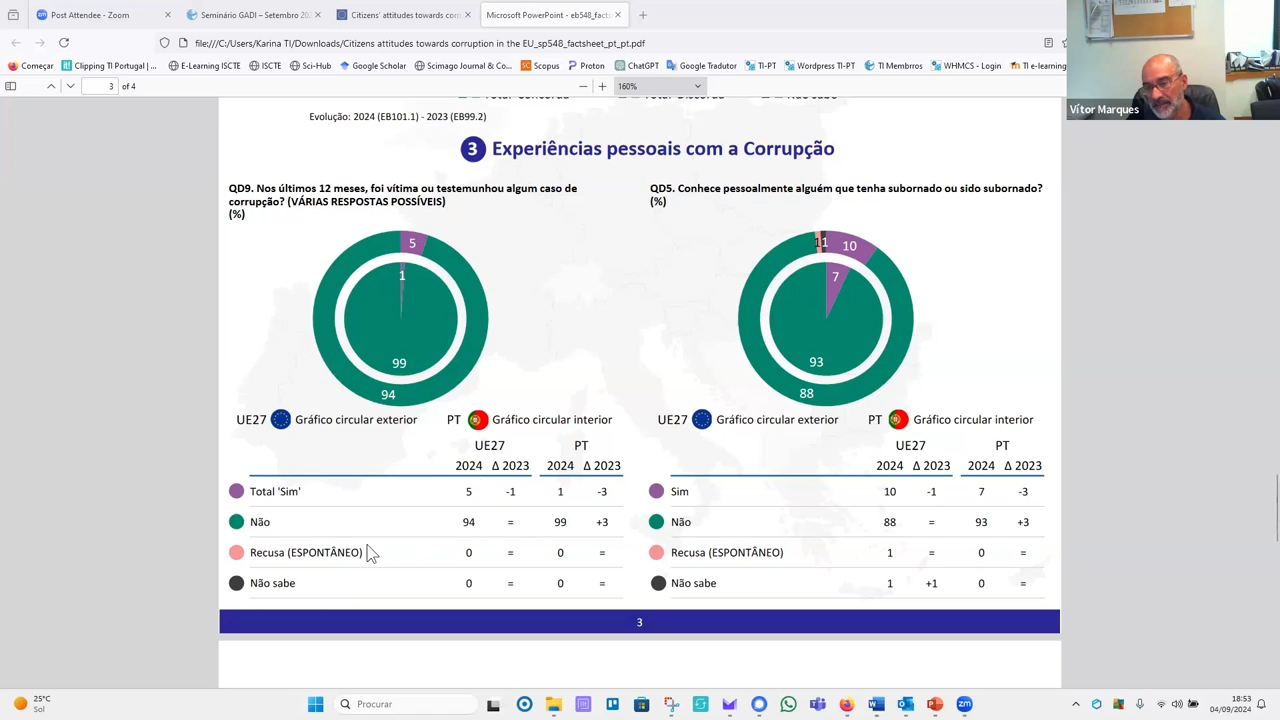 Post Attende - Zoom
Seminário GADI – Setembro 202
Citizens' attitudes towards com
Microsoft PowerPoint - eb548_facts
file:///C:/Users/Karina TI/Downloads/Citizens attitudestowards corruption in the EU_sp548_factsheet_pt_pt.pdf
Começar
Clipping TI Portugal |...
E-Learning ISCTE
ISCTE
Sci-Hub
Google Scholar
Scimago Journal & Co...
Scopus
Proton
ChatGPT
Google Tradutor
TI-PT
Wordpress TI-PT
TI Membrros
WHMCS - Login
TI e-learning
3 of 4
160%
Vítor Marques
Evolução: 2024 (EB101.1) - 2023 (EB99.2)
3 Experiências pessoais com a Corrupção
QD9. Nos últimos 12 meses, foi vítima ou testemunhou algum caso de
corrupção? (VÁRIAS RESPOSTAS POSSÍVEIS)
(%)
5
1
99
94
UE27 Gráfico circular exterior PT Gráfico circular interior
UE27 PT
2024 Δ 2023 2024 Δ 2023
Total 'Sim' 5 -1 1 -3
Não 94 = 99 +3
Recusa (ESPONTÂNEO) 0 = 0 =
Não sabe 0 = 0 =
QD5. Conhece pessoalmente alguém que tenha subornado ou sido subornado?
(%)
1 1 10
7
93
88
UE27 Gráfico circular exterior PT Gráfico circular interior
UE27 PT
2024 Δ 2023 2024 Δ 2023
Sim 10 -1 7 -3
Não 88 = 93 +3
Recusa (ESPONTÂNEO) 1 = 0 =
Não sabe 1 +1 0 =
3
25°C
Sol
Procurar
18:53
04/09/2024